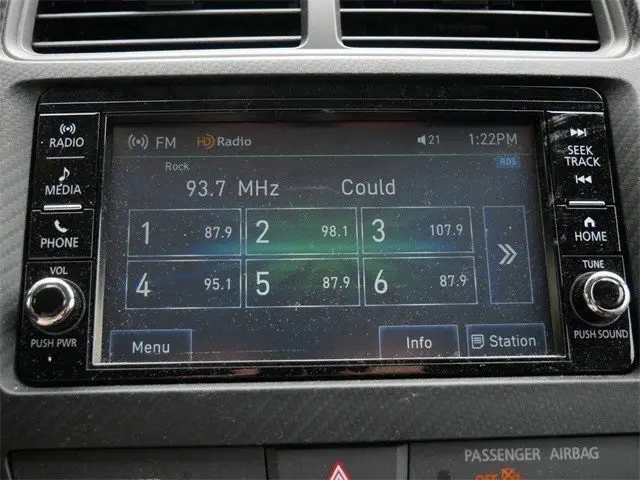 RADIO
MEDIA
PHONE
VOL
PUSH PWR
FM HD Radio 21 1:22PM
Rock RDS
93.7 MHz Could
1 87.9 2 98.1 3 107.9
4 95.1 5 87.9 6 87.9
Menu Info Station
SEEK
TRACK
HOME
TUNE
PUSH SOUND
PASSENGER AIRBAG
OFF